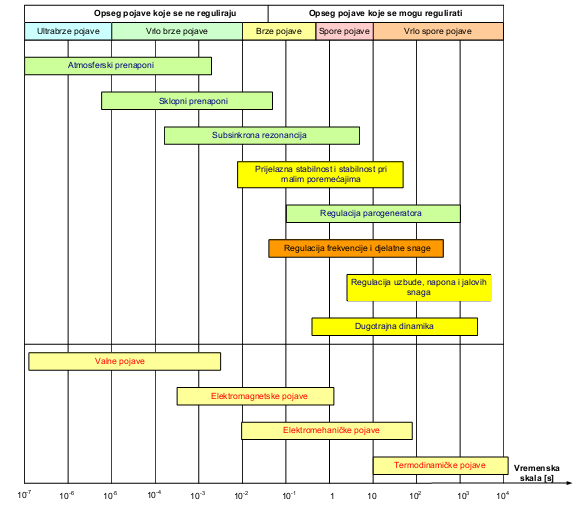 Opseg pojave koje se ne reguliraju
Opseg pojave koje se mogu regulirati
Ultrabrze pojave
Vrlo brze pojave
Brze pojave
Spore pojave
Vrlo spore pojave
Atmosferski prenaponi
Sklopni prenaponi
Subsinkrona rezonancija
Prijelazna stabilnost i stabilnost pri
malim poremećajima
Regulacija parogeneratora
Regulacija frekvencije i djelatne snage
Regulacija uzbude, napona i jalovih
snaga
Dugotrajna dinamika
Valne pojave
Elektromagnetske pojave
Elektromehaničke pojave
Termodinamičke pojave
Vremenska
skala [s]
10⁻⁷ 10⁻⁶ 10⁻⁵ 10⁻⁴ 10⁻³ 10⁻² 10⁻¹ 1 10 10² 10³ 10⁴